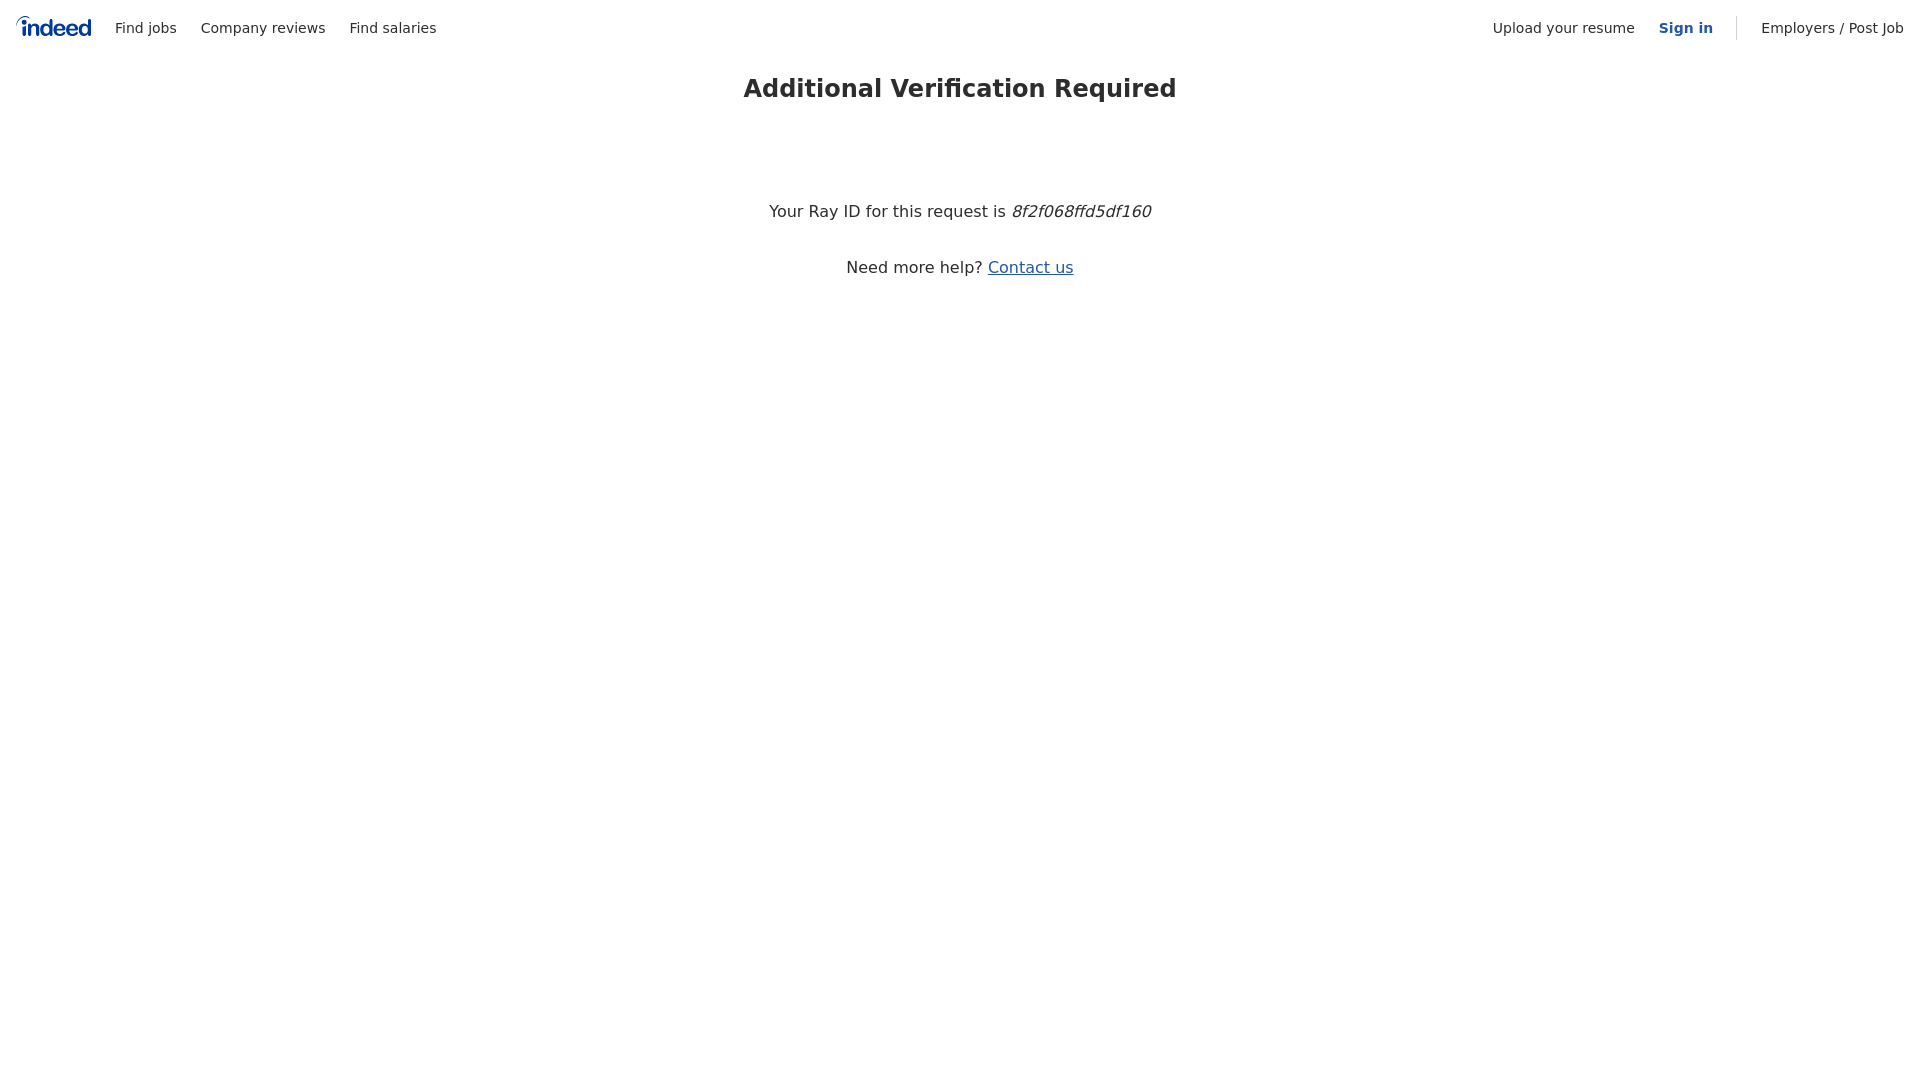 indeed Find jobs Company reviews Find salaries Upload your resume Sign in Employers / Post Job
Additional Verification Required
Your Ray ID for this request is 8f2f068ffd5df160
Need more help? Contact us